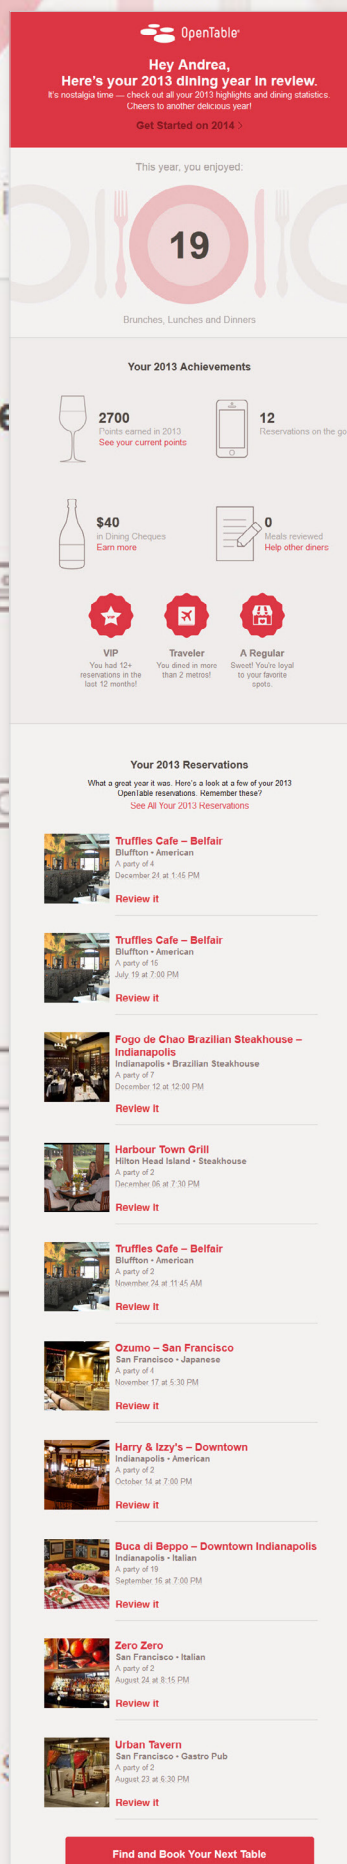 OpenTable
Hey Andrea,
Here's your 2013 dining year in review.
It's nostalgia time — check out all your 2013 highlights and dining statistics.
Cheers to another delicious year!
Get Started on 2014 >
This year, you enjoyed:
19
Brunches, Lunches and Dinners
Your 2013 Achievements
2700
Points earned in 2013
See your current points
12
Reservations on the go
$40
in Dining Cheques
Earn more
0
Meals reviewed
Help other diners
VIP
You had 12+
reservations in the
last 12 months!
Traveler
You dined in more
than 2 metros!
A Regular
Sweet! You're loyal
to your favorite
spots.
Your 2013 Reservations
What a great year it was. Here's a look at a few of your 2013
OpenTable reservations. Remember these?
See All Your 2013 Reservations
Truffles Cafe – Belfair
Bluffton • American
A party of 4
December 24 at 1:45 PM
Review it
Truffles Cafe – Belfair
Bluffton • American
A party of 15
July 19 at 7:00 PM
Review it
Fogo de Chao Brazilian Steakhouse –
Indianapolis
Indianapolis • Brazilian Steakhouse
A party of 7
December 12 at 12:00 PM
Review it
Harbour Town Grill
Hilton Head Island • Steakhouse
A party of 2
December 06 at 7:30 PM
Review it
Truffles Cafe – Belfair
Bluffton • American
A party of 2
November 24 at 11:45 AM
Review it
Ozumo – San Francisco
San Francisco • Japanese
A party of 4
November 17 at 5:30 PM
Review it
Harry & Izzy's – Downtown
Indianapolis • American
A party of 2
October 14 at 7:00 PM
Review it
Buca di Beppo – Downtown Indianapolis
Indianapolis • Italian
A party of 19
September 16 at 7:00 PM
Review it
Zero Zero
San Francisco • Italian
A party of 2
August 24 at 8:15 PM
Review it
Urban Tavern
San Francisco • Gastro Pub
A party of 2
August 23 at 6:30 PM
Review it
Find and Book Your Next Table